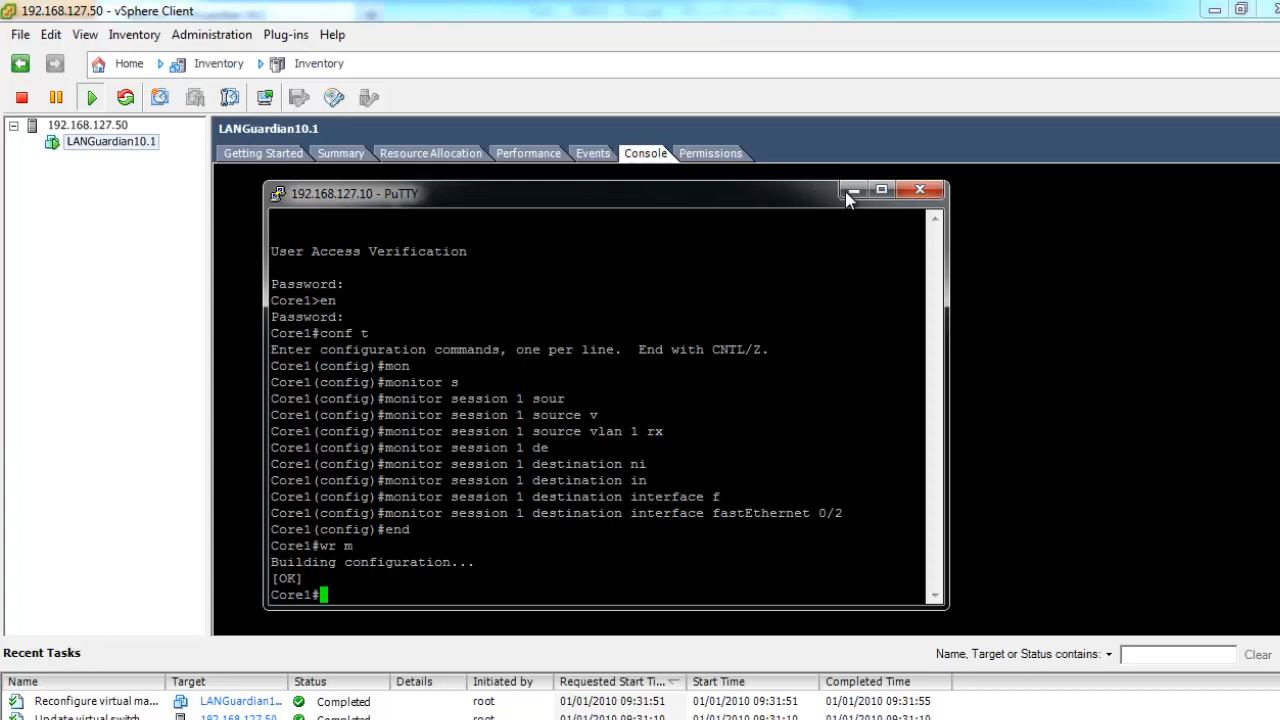 192.168.127.50 - vSphere Client
File Edit View Inventory Administration Plug-ins Help
Home Inventory Inventory
192.168.127.50
LANGuardian10.1
LANGuardian10.1
Getting Started Summary Resource Allocation Performance Events Console Permissions
192.168.127.10 - PuTTY
User Access Verification
Password:
Core1>en
Password:
Core1#conf t
Enter configuration commands, one per line.  End with CNTL/Z.
Core1(config)#mon
Core1(config)#monitor s
Core1(config)#monitor session 1 sour
Core1(config)#monitor session 1 source v
Core1(config)#monitor session 1 source vlan 1 rx
Core1(config)#monitor session 1 de
Core1(config)#monitor session 1 destination ni
Core1(config)#monitor session 1 destination in
Core1(config)#monitor session 1 destination interface f
Core1(config)#monitor session 1 destination interface fastEthernet 0/2
Core1(config)#end
Core1#wr m
Building configuration...
[OK]
Core1#
Recent Tasks
Name, Target or Status contains: Clear
Name Target Status Details Initiated by Requested Start Ti... Start Time Completed Time
Reconfigure virtual ma... LANGuardian1... Completed root 01/01/2010 09:31:51 01/01/2010 09:31:51 01/01/2010 09:31:55
Update virtual switch 192.168.127.50 Completed root 01/01/2010 09:31:10 01/01/2010 09:31:10 01/01/2010 09:31:10